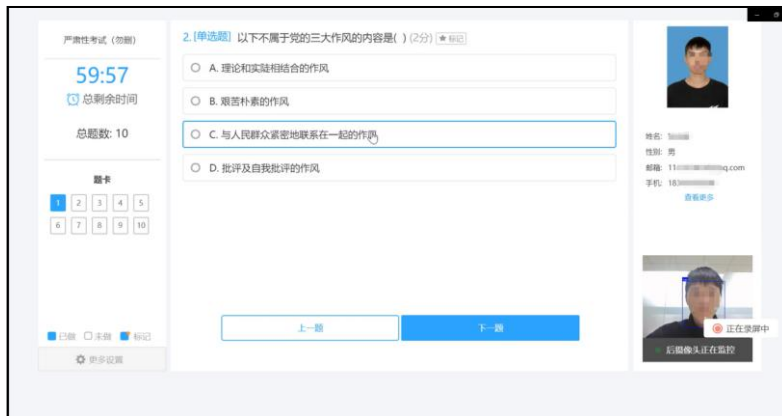 严肃性考试（勿删）
59:57
总剩余时间
总题数: 10
题卡
1 2 3 4 5
6 7 8 9 10
已做 未做 标记
更多设置
2. [单选题] 以下不属于党的三大作风的内容是( ) (2分) ★ 标记
A. 理论和实践相结合的作风
B. 艰苦朴素的作风
C. 与人民群众紧密地联系在一起的作风
D. 批评及自我批评的作风
上一题 下一题
姓名:
性别: 男
邮箱: 11 q.com
手机: 18
查看更多
正在录屏中
后摄像头正在监控